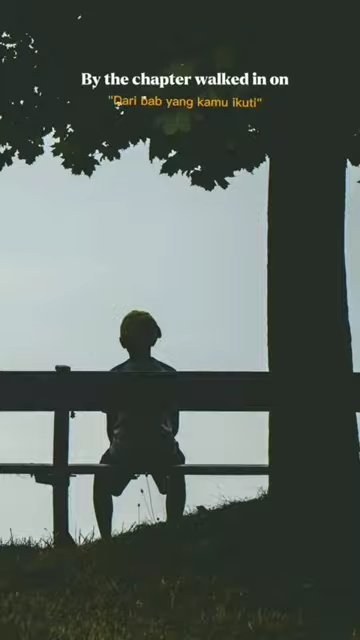 By the chapter walked in on
"Dari bab yang kamu ikuti"